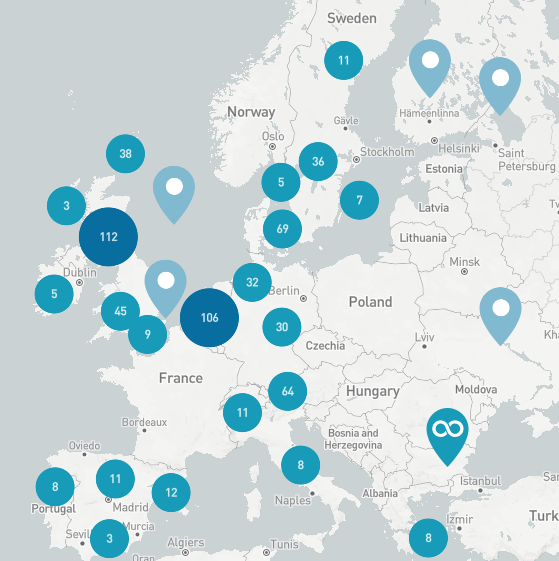 Sweden
11
Hämeenlinna
Norway
Gävle
Oslo
Helsinki
Saint
Petersburg
Stockholm
38
36
Estonia
5
7
3
Latvia
112
69
Lithuania
Dublin
Minsk
32
5
Berlin
Poland
45
106
30
9
Czechia
Lviv
Kha
France
64
Hungary
Moldova
11
Bordeaux
Bosnia and
Herzegovina
Oviedo
8
11
12
8
Istanbul
Albania
Naples
Madrid
Portugal
Murcia
Sevil
3
8
Izmir
Turk
Algiers
Tunis
Oran